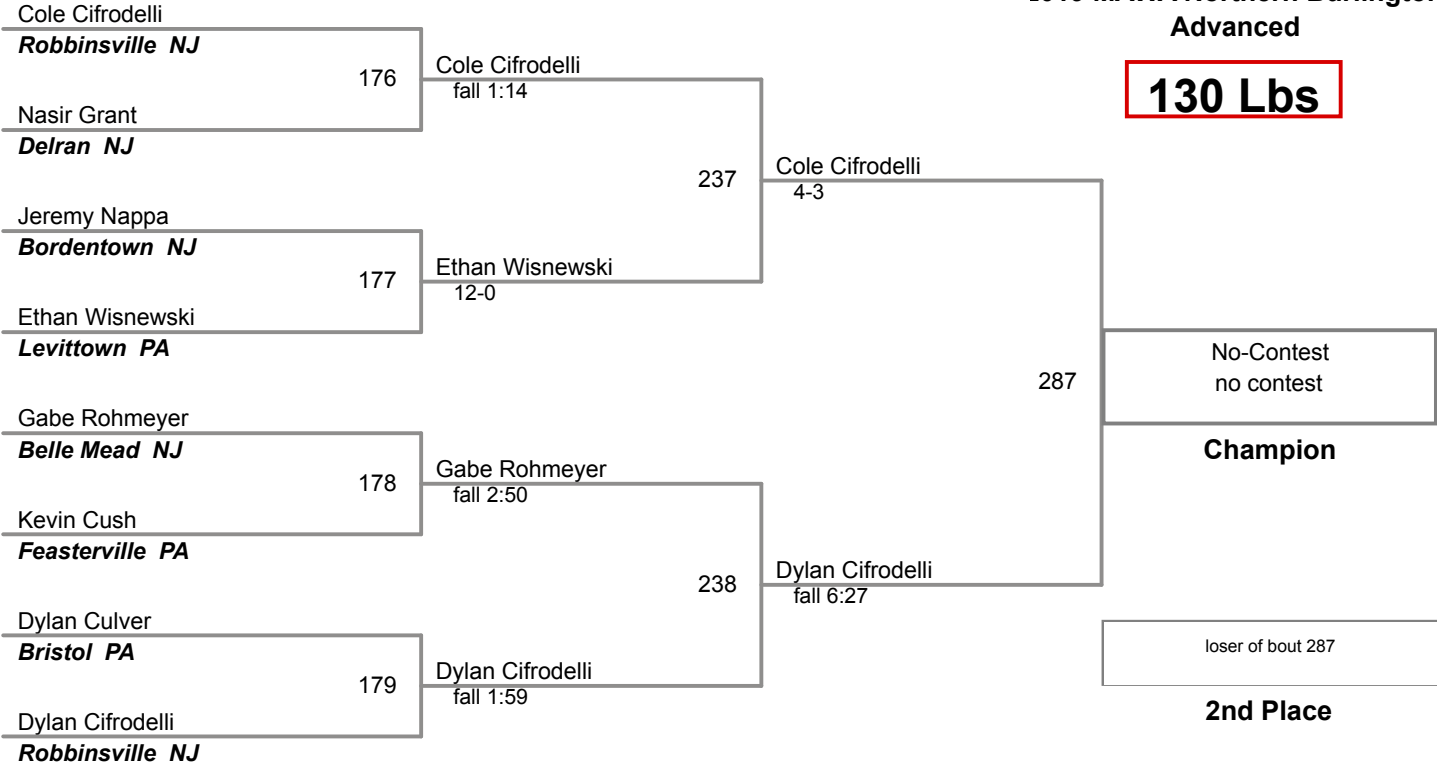 Cole Cifrodelli
Robbinsville NJ
176
Nasir Grant
Delran NJ
Jeremy Nappa
Bordentown NJ
177
Ethan Wisnewski
Levittown PA
Gabe Rohmeyer
Belle Mead NJ
178
Kevin Cush
Feasterville PA
Dylan Culver
Bristol PA
179
Dylan Cifrodelli
Robbinsville NJ
Cole Cifrodelli
fall 1:14
237
Ethan Wisnewski
12-0
Gabe Rohmeyer
fall 2:50
238
Dylan Cifrodelli
fall 1:59
Cole Cifrodelli
4-3
287
Dylan Cifrodelli
fall 6:27
Northern
Advanced
130 Lbs
No-Contest
no contest
Champion
loser of bout 287
2nd Place